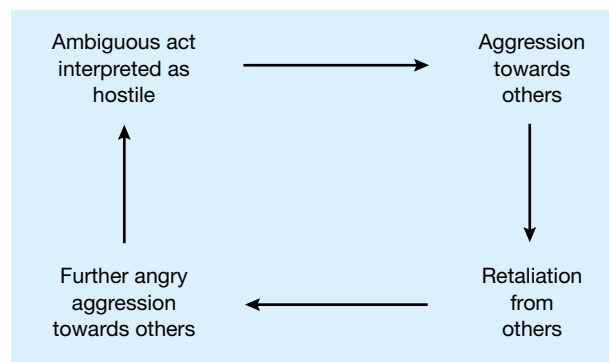 Ambiguous act
interpreted as
hostile
Aggression
towards
others
Further angry
aggression
towards others
Retaliation
from
others